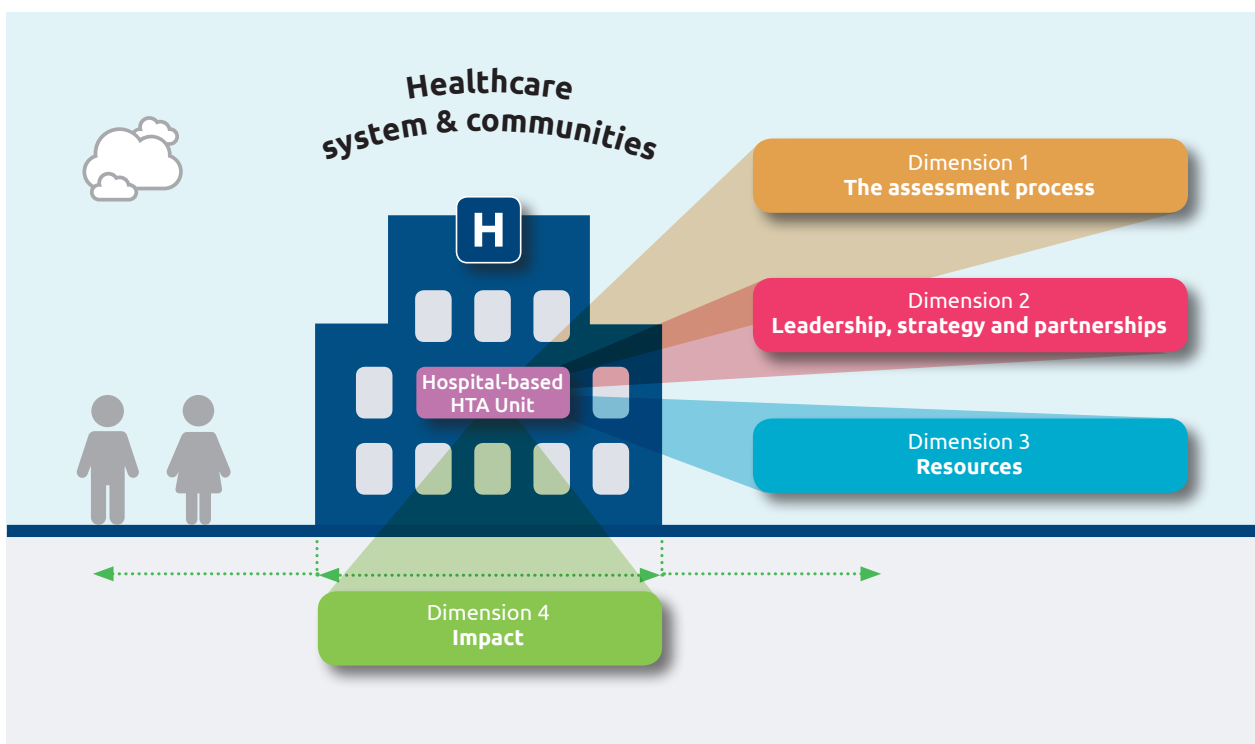 Healthcare
system & communities
H
Hospital-based
HTA Unit
Dimension 1
The assessment process
Dimension 2
Leadership, strategy and partnerships
Dimension 3
Resources
Dimension 4
Impact